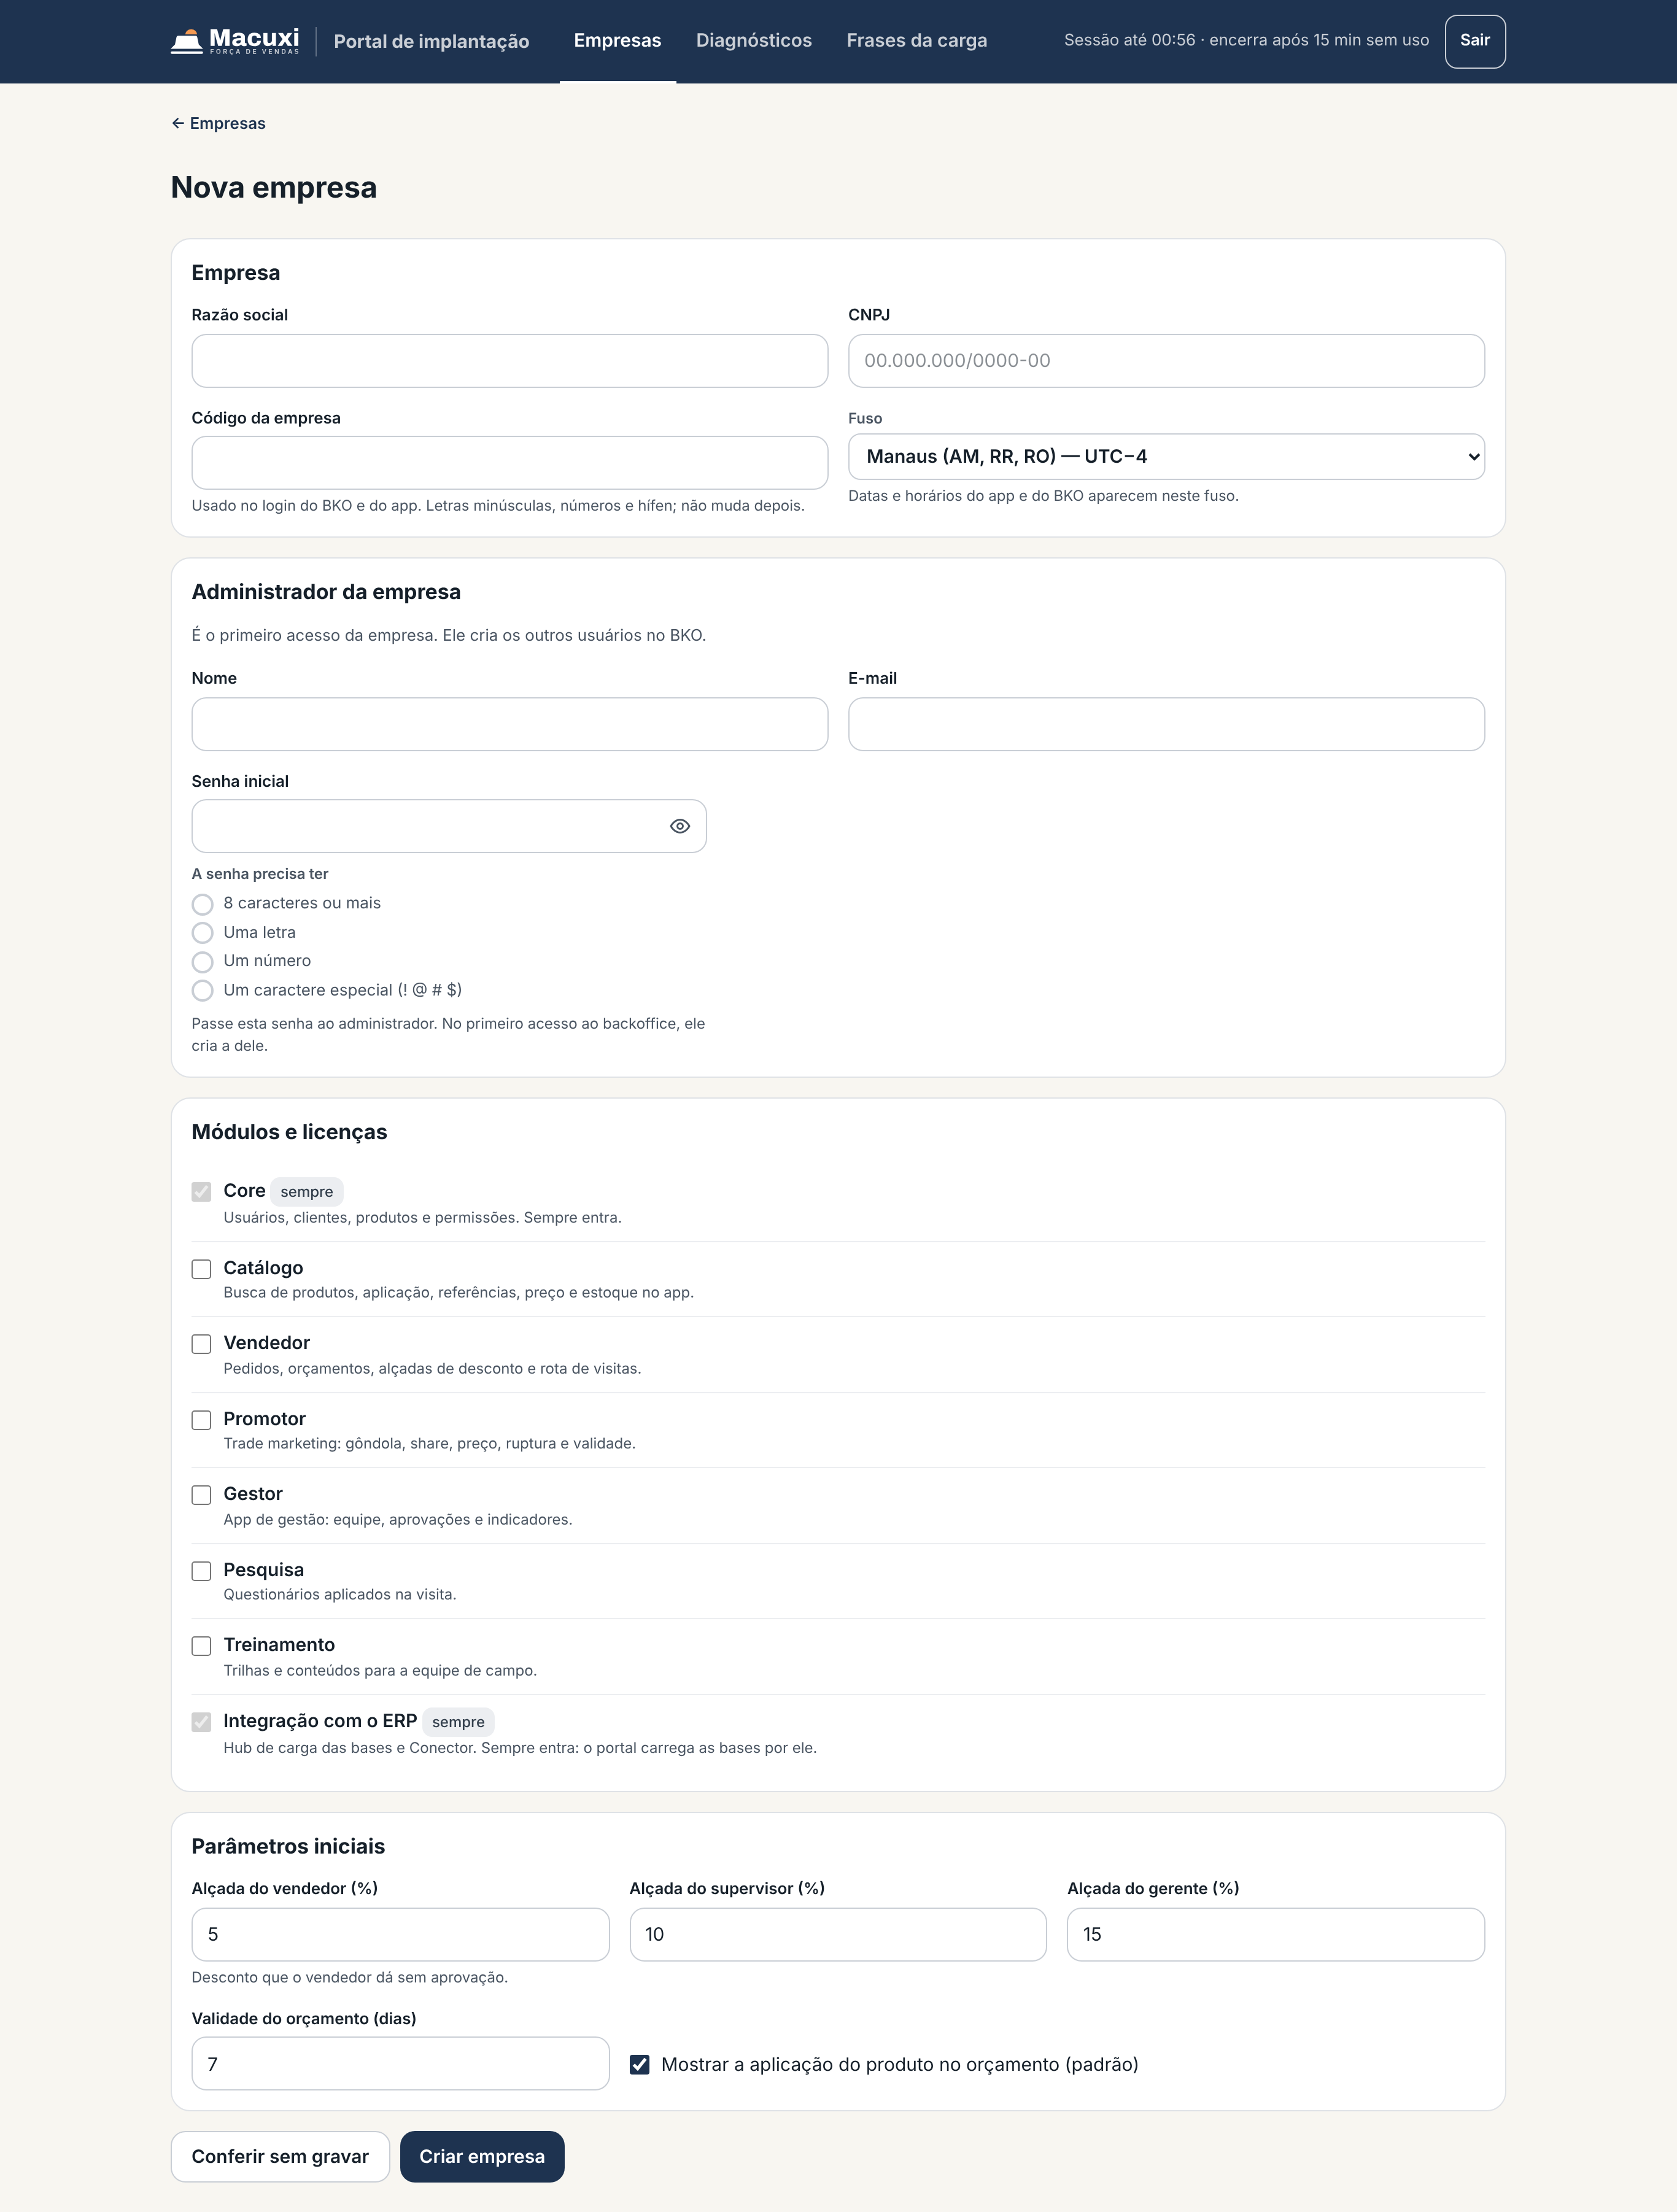 Macuxi
FORÇA DE VENDAS
Portal de implantação
Empresas
Diagnósticos
Frases da carga
Sessão até 00:56 · encerra após 15 min sem uso
Sair
← Empresas
Nova empresa
Empresa
Razão social
CNPJ
00.000.000/0000-00
Código da empresa
Fuso
Manaus (AM, RR, RO) — UTC−4
Usado no login do BKO e do app. Letras minúsculas, números e hífen; não muda depois.
Datas e horários do app e do BKO aparecem neste fuso.
Administrador da empresa
É o primeiro acesso da empresa. Ele cria os outros usuários no BKO.
Nome
E-mail
Senha inicial
A senha precisa ter
8 caracteres ou mais
Uma letra
Um número
Um caractere especial (! @ # $)
Passe esta senha ao administrador. No primeiro acesso ao backoffice, ele
cria a dele.
Módulos e licenças
Core sempre
Usuários, clientes, produtos e permissões. Sempre entra.
Catálogo
Busca de produtos, aplicação, referências, preço e estoque no app.
Vendedor
Pedidos, orçamentos, alçadas de desconto e rota de visitas.
Promotor
Trade marketing: gôndola, share, preço, ruptura e validade.
Gestor
App de gestão: equipe, aprovações e indicadores.
Pesquisa
Questionários aplicados na visita.
Treinamento
Trilhas e conteúdos para a equipe de campo.
Integração com o ERP sempre
Hub de carga das bases e Conector. Sempre entra: o portal carrega as bases por ele.
Parâmetros iniciais
Alçada do vendedor (%)
Alçada do supervisor (%)
Alçada do gerente (%)
5
10
15
Desconto que o vendedor dá sem aprovação.
Validade do orçamento (dias)
7
Mostrar a aplicação do produto no orçamento (padrão)
Conferir sem gravar
Criar empresa